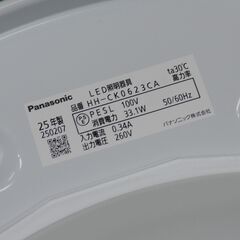 Panasonic
LED照明器具
ta30℃
品番 HH-CK0623CA
高力率
25年製
250207
PSE PESL 100V 50/60Hz
消費電力 33.1W
入力電流 0.34A
出力電圧 260V
パナソニック株式会社